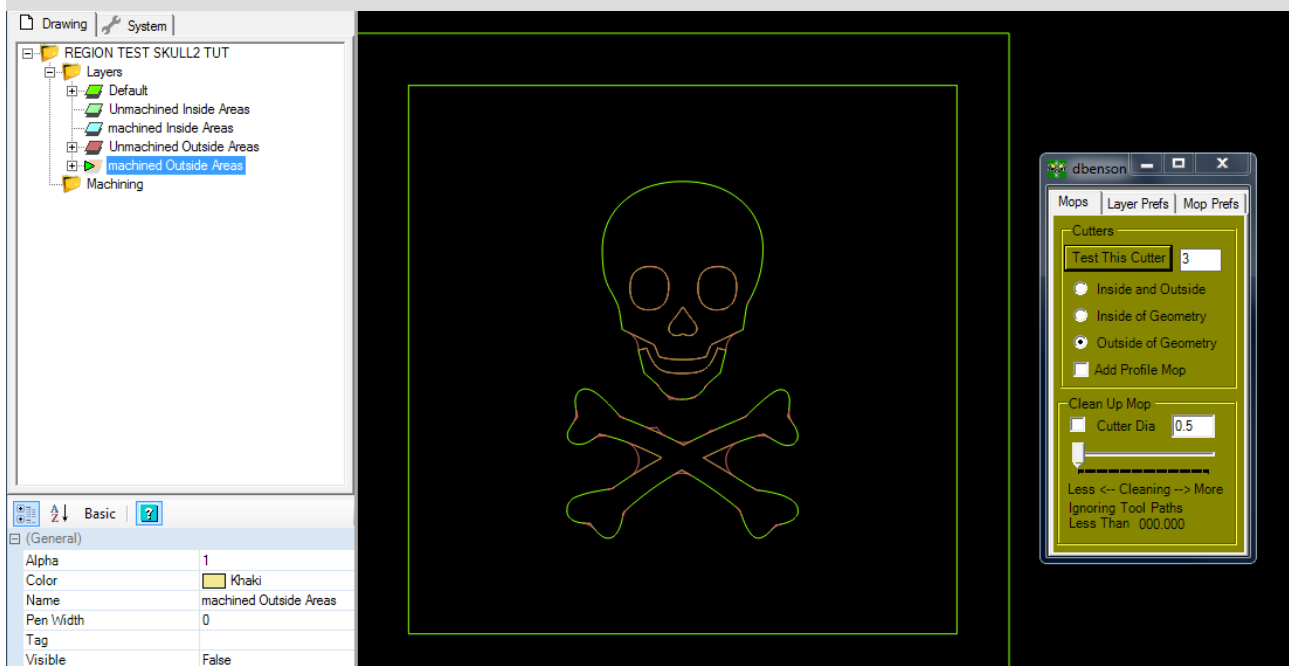 Drawing System
REGION TEST SKULL2 TUT
Layers
Default
Unmachined Inside Areas
machined Inside Areas
Unmachined Outside Areas
machined Outside Areas
Machining
A Z Basic ?
(General)
Alpha 1
Color Khaki
Name machined Outside Areas
Pen Width 0
Tag
Visible False
dbenson
Mops Layer Prefs Mop Prefs
Cutters
Test This Cutter 3
Inside and Outside
Inside of Geometry
Outside of Geometry
Add Profile Mop
Clean Up Mop
Cutter Dia 0.5
Less <-- Cleaning --> More
Ignoring Tool Paths
Less Than 000.000